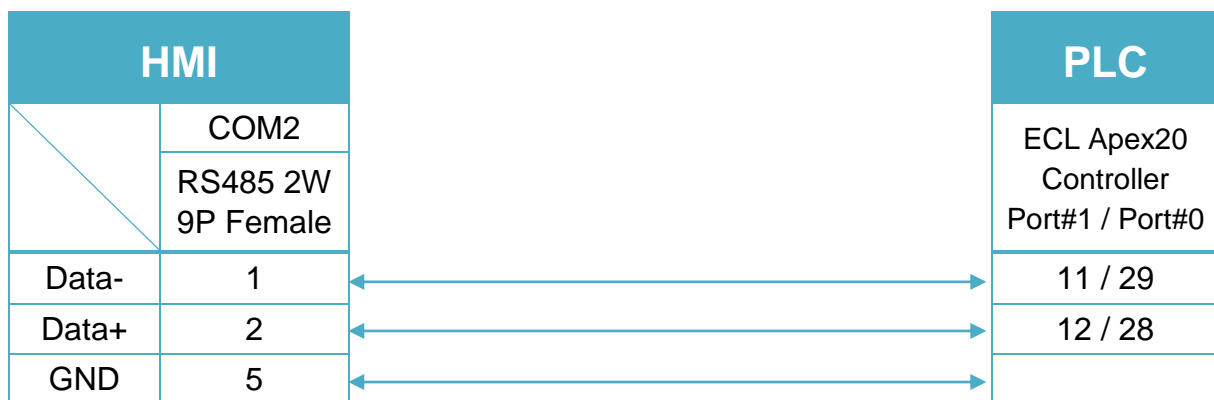 HMI
PLC
COM2
RS485 2W
9P Female
ECL Apex20
Controller
Port#1 / Port#0
Data- 1 11 / 29
Data+ 2 12 / 28
GND 5